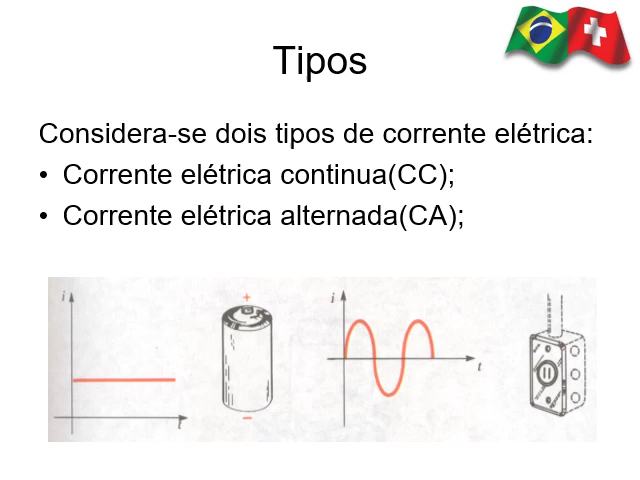 Tipos
Considera-se dois tipos de corrente elétrica:
• Corrente elétrica continua(CC);
• Corrente elétrica alternada(CA);
i
t
+
–
i
t